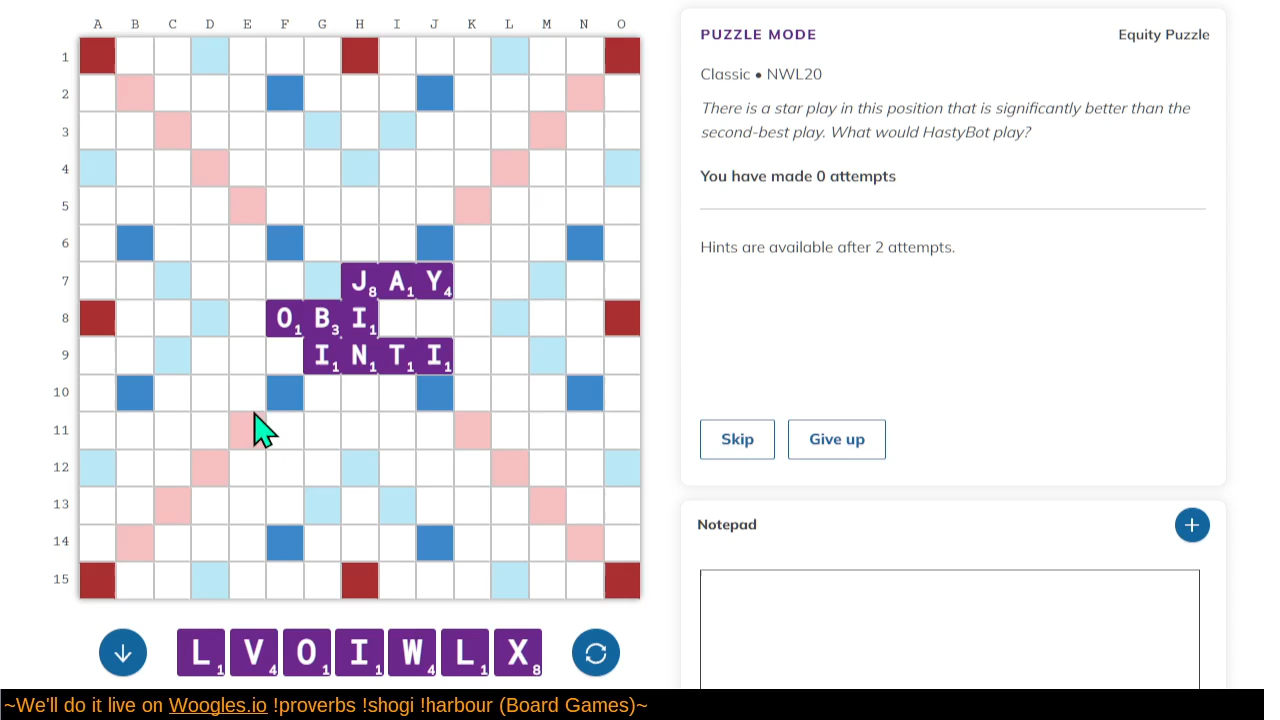 A B C D E F G H I J K L M N O
PUZZLE MODE
Equity Puzzle
1
Classic • NWL20
2
There is a star play in this position that is significantly better than the
second-best play. What would HastyBot play?
3
4
You have made 0 attempts
5
6
Hints are available after 2 attempts.
7 J8 A1 Y4
8 O1 B3 I1
9 I1 N1 T1 I1
10
11
Skip
Give up
12
13
14
15
Notepad
+
L1 V4 O1 I1 W4 L1 X8
~We'll do it live on Woogles.io !proverbs !shogi !harbour (Board Games)~